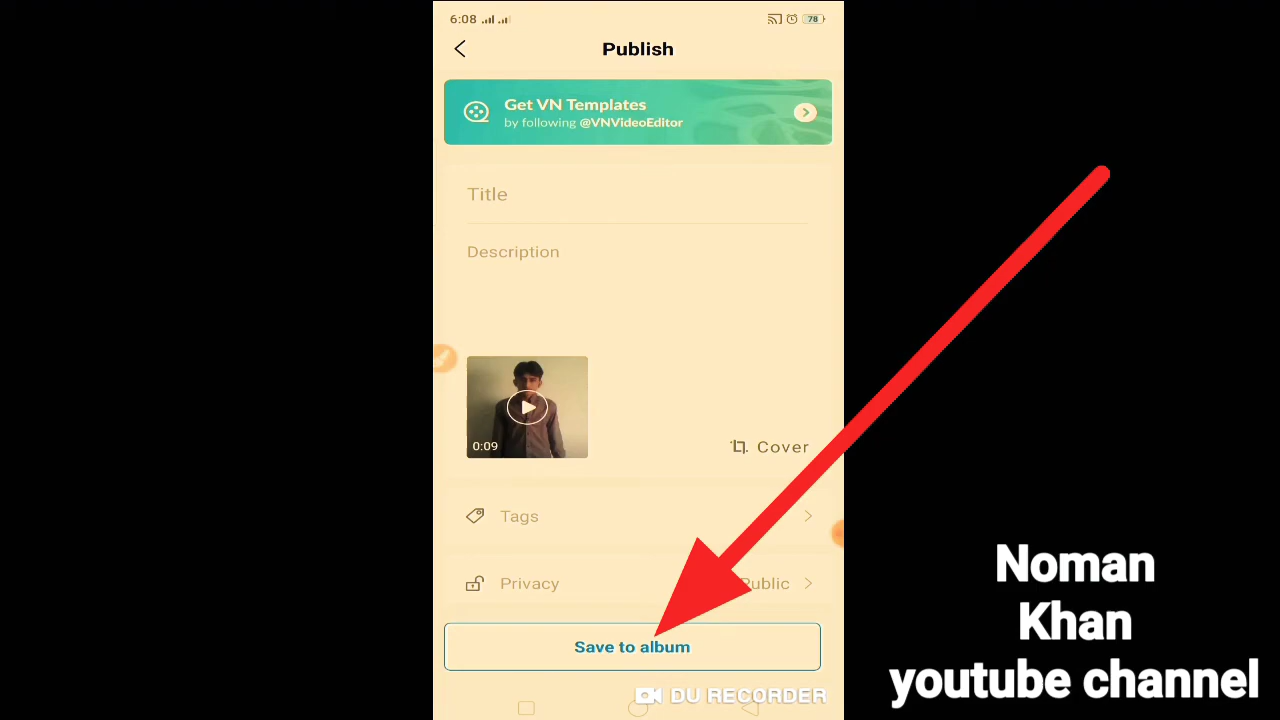 6:08
78
Publish
Get VN Templates
by following @VNVideoEditor
Title
Description
0:09
Cover
Tags
Privacy
Public
Save to album
DU RECORDER
Noman
Khan
youtube channel